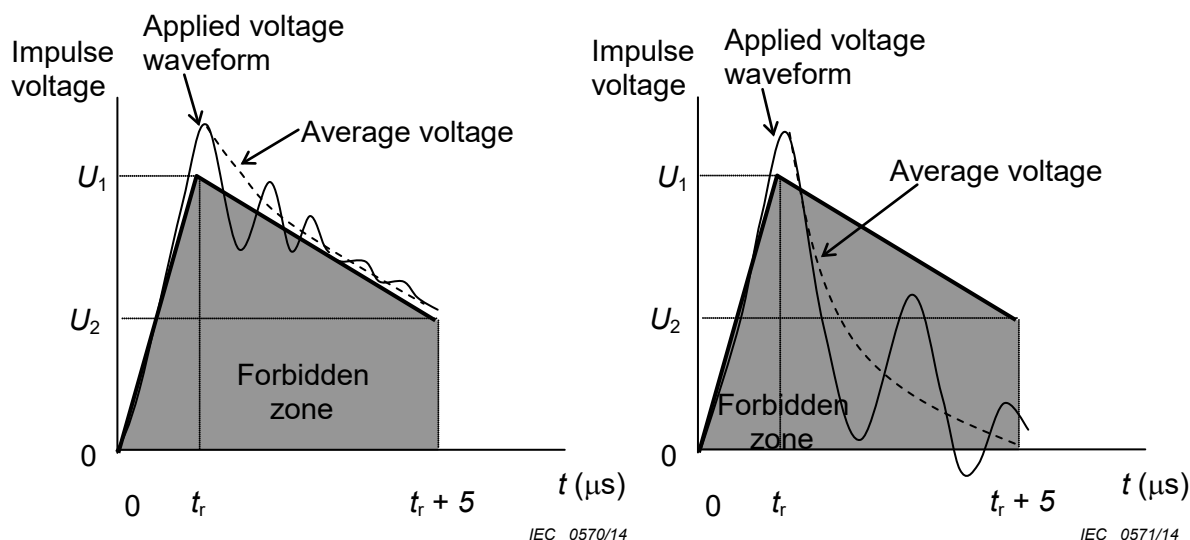 Applied voltage
waveform
Impulse
voltage
Average voltage
U1
U2
Forbidden
zone
0
0
tr
tr + 5
t (μs)
IEC 0570/14
Applied voltage
waveform
Impulse
voltage
Average voltage
U1
U2
Forbidden
zone
0
0
tr
tr + 5
t (μs)
IEC 0571/14